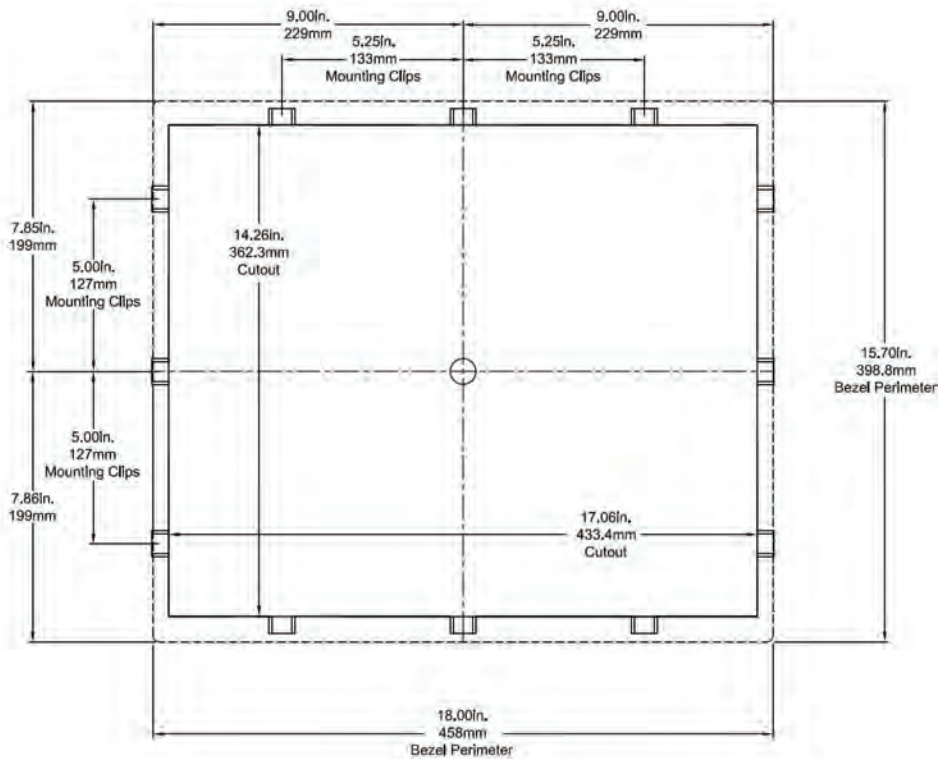 9.00in.
229mm
9.00in.
229mm
5.25in.
133mm
Mounting Clips
5.25in.
133mm
Mounting Clips
7.85in.
199mm
14.26in.
362.3mm
Cutout
5.00in.
127mm
Mounting Clips
15.70in.
398.8mm
Bezel Perimeter
5.00in.
127mm
Mounting Clips
7.86in.
199mm
17.06in.
433.4mm
Cutout
18.00in.
458mm
Bezel Perimeter